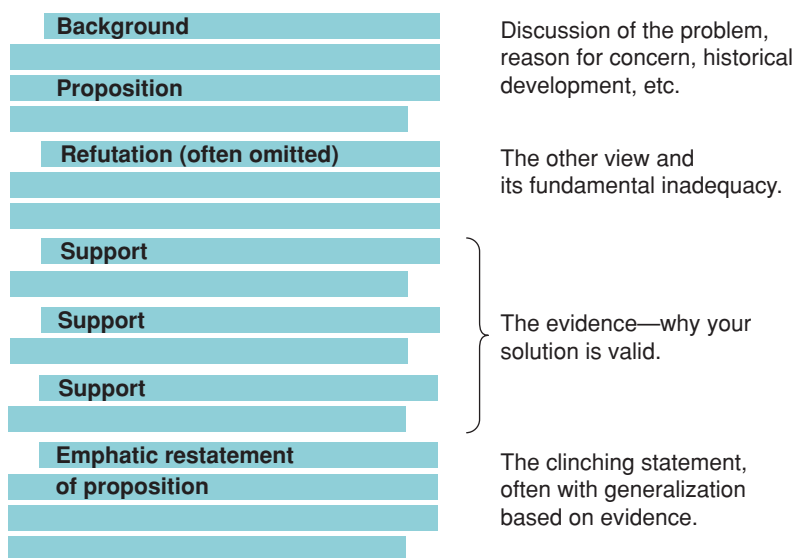 Background
Discussion of the problem,
reason for concern, historical
development, etc.
Proposition
Refutation (often omitted)
The other view and
its fundamental inadequacy.
Support
Support
Support
The evidence—why your
solution is valid.
Emphatic restatement
of proposition
The clinching statement,
often with generalization
based on evidence.